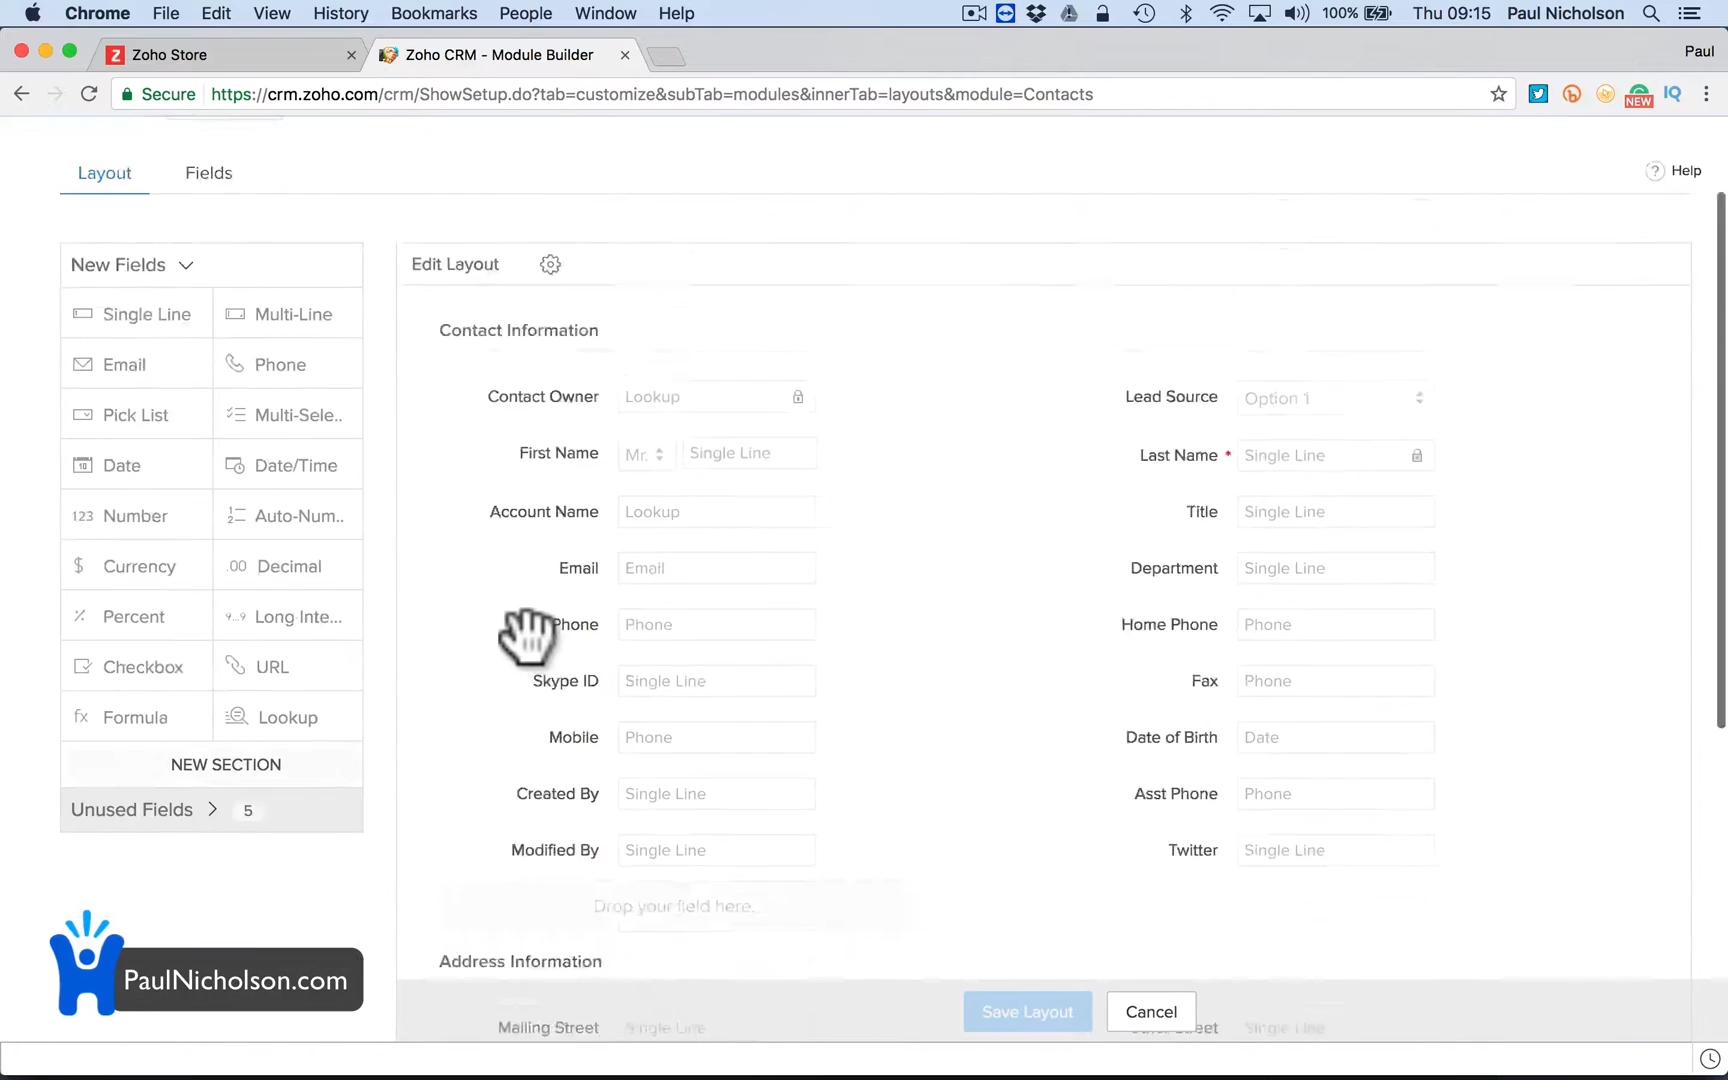 Chrome File Edit View History Bookmarks People Window Help 100% Thu 09:15 Paul Nicholson
Zoho Store Zoho CRM - Module Builder Paul
Secure https://crm.zoho.com/crm/ShowSetup.do?tab=customize&subTab=modules&innerTab=layouts&module=Contacts NEW IQ
Layout Fields ? Help
New Fields Edit Layout
Single Line Multi-Line
Contact Information
Email Phone
Contact Owner Lookup Lead Source Option 1
Pick List Multi-Sele..
First Name Mr. Single Line Last Name * Single Line
10 Date Date/Time
Account Name Lookup Title Single Line
123 Number Auto-Num..
Email Email Department Single Line
$ Currency .00 Decimal
Phone Phone Home Phone Phone
Percent Long Inte...
Skype ID Single Line Fax Phone
Checkbox URL
Mobile Phone Date of Birth Date
fx Formula Lookup
NEW SECTION
Created By Single Line Asst Phone Phone
Unused Fields 5
Modified By Single Line Twitter Single Line
Drop your field here.
Address Information
PaulNicholson.com
Save Layout Cancel
Mailing Street Single Line Street Single Line